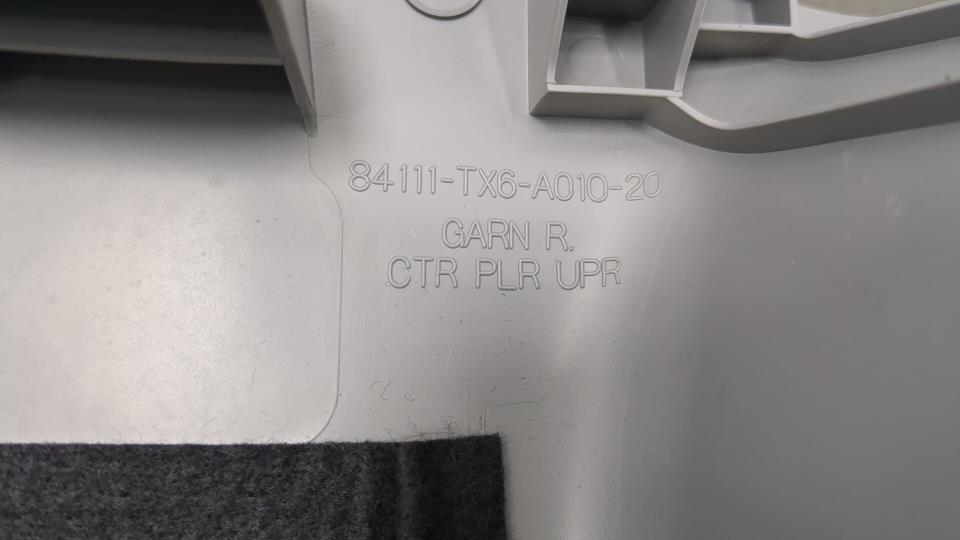 84111-TX6-A010-20
GARN R.
CTR PLR UPR